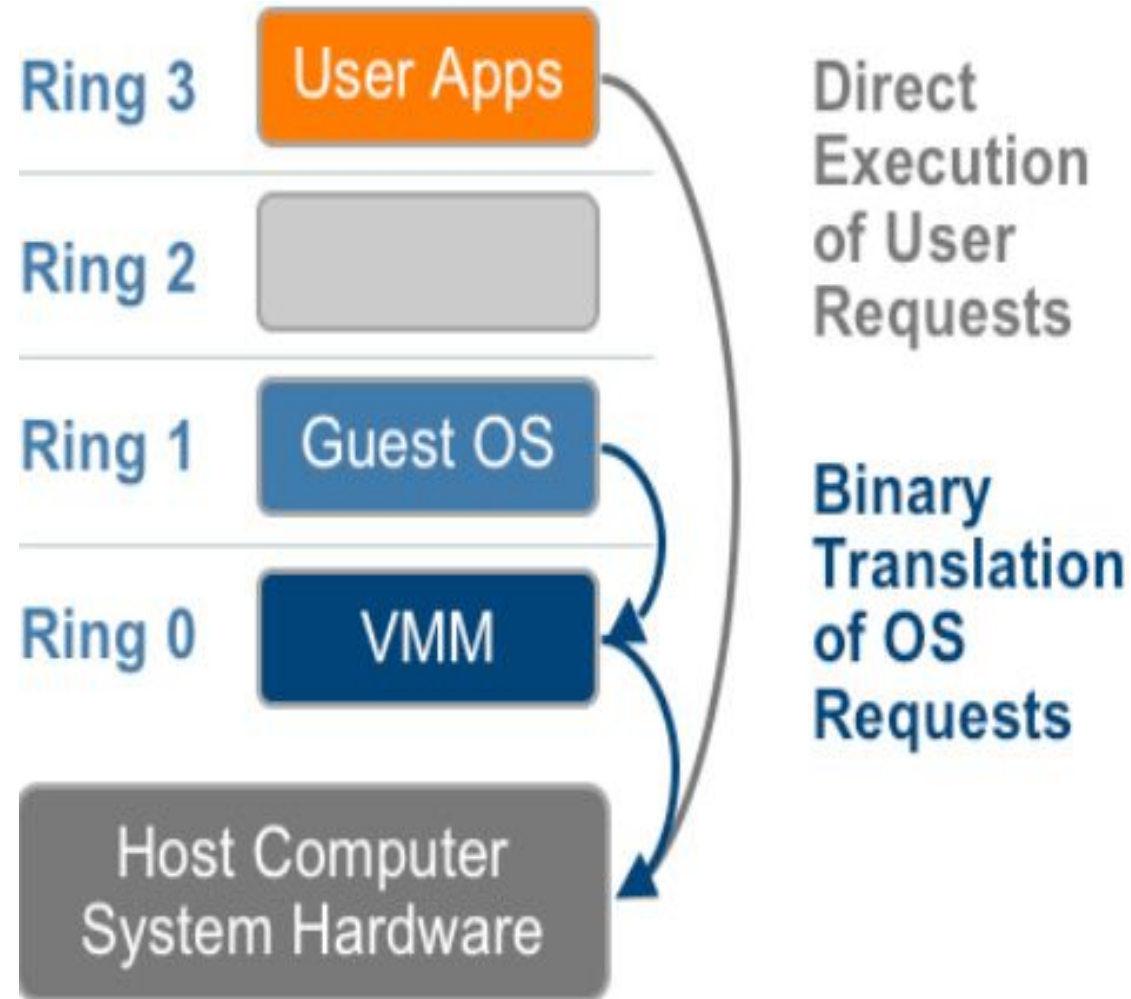 Ring 3
User Apps
Direct
Execution
of User
Requests
Ring 2
Ring 1
Guest OS
Binary
Translation
of OS
Requests
Ring 0
VMM
Host Computer
System Hardware